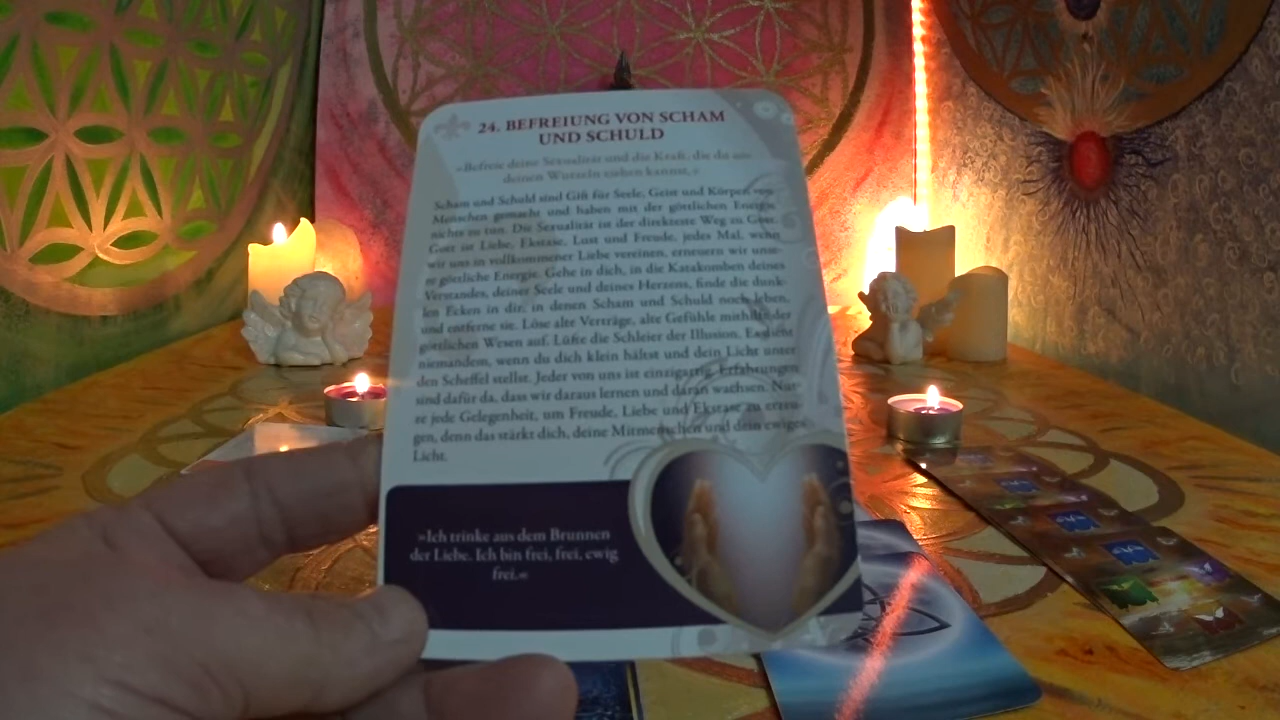 24. BEFREIUNG VON SCHAM
UND SCHULD
»Befreie deine Sexualität und die Kraft, die du aus
deinen Wurzeln ziehen kannst.«
Scham und Schuld sind Gift für Seele, Geist und Körper, von
Menschen gemacht und haben mit der göttlichen Energie
nichts zu tun. Die Sexualität ist der direkteste Weg zu Gott.
Gott ist Liebe, Ekstase, Lust und Freude, jedes Mal, wenn
wir uns in vollkommener Liebe vereinen, erneuern wir unse-
re göttliche Energie. Gehe in dich, in die Katakomben deines
Verstandes, deiner Seele und deines Herzens, finde die dunk-
len Ecken in dir, in denen Scham und Schuld noch leben,
und entferne sie. Löse alte Verträge, alte Gefühle mithilfe der
göttlichen Wesen auf. Lüfte die Schleier der Illusion. Es dient
niemandem, wenn du dich klein hältst und dein Licht unter
den Scheffel stellst. Jeder von uns ist einzigartig. Erfahrungen
sind dafür da, dass wir daraus lernen und daran wachsen. Nut-
ze jede Gelegenheit, um Freude, Liebe und Ekstase zu erzeu-
gen, denn das stärkt dich, deine Mitmenschen und dein ewiges
Licht.
»Ich trinke aus dem Brunnen
der Liebe. Ich bin frei, frei, ewig
frei.«